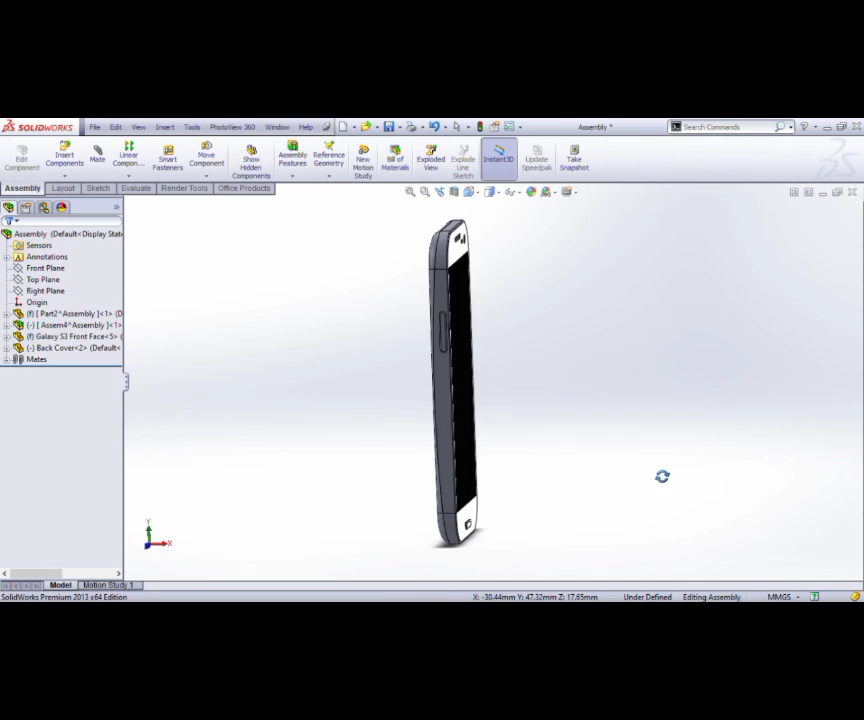 SOLIDWORKS File Edit View Insert Tools PhotoView 360 Window Help Assembly * Search Commands
Edit Component
Insert Components
Mate
Linear Compon...
Smart Fasteners
Move Component
Show Hidden Components
Assembly Features
Reference Geometry
New Motion Study
Bill of Materials
Exploded View
Explode Line Sketch
Instant3D
Update Speedpak
Take Snapshot
Assembly Layout Sketch Evaluate Render Tools Office Products
Assembly (Default<Display State
Sensors
Annotations
Front Plane
Top Plane
Right Plane
Origin
(f) [ Part2^Assembly ]<1> (D
(-) [ Assem4^Assembly ]<1>
(f) Galaxy S3 Front Face<5> (
(-) Back Cover<2> (Default<
Mates
Y
X
Model Motion Study 1
SolidWorks Premium 2013 x64 Edition X: -30.44mm Y: 47.32mm Z: 17.65mm Under Defined Editing Assembly MMGS